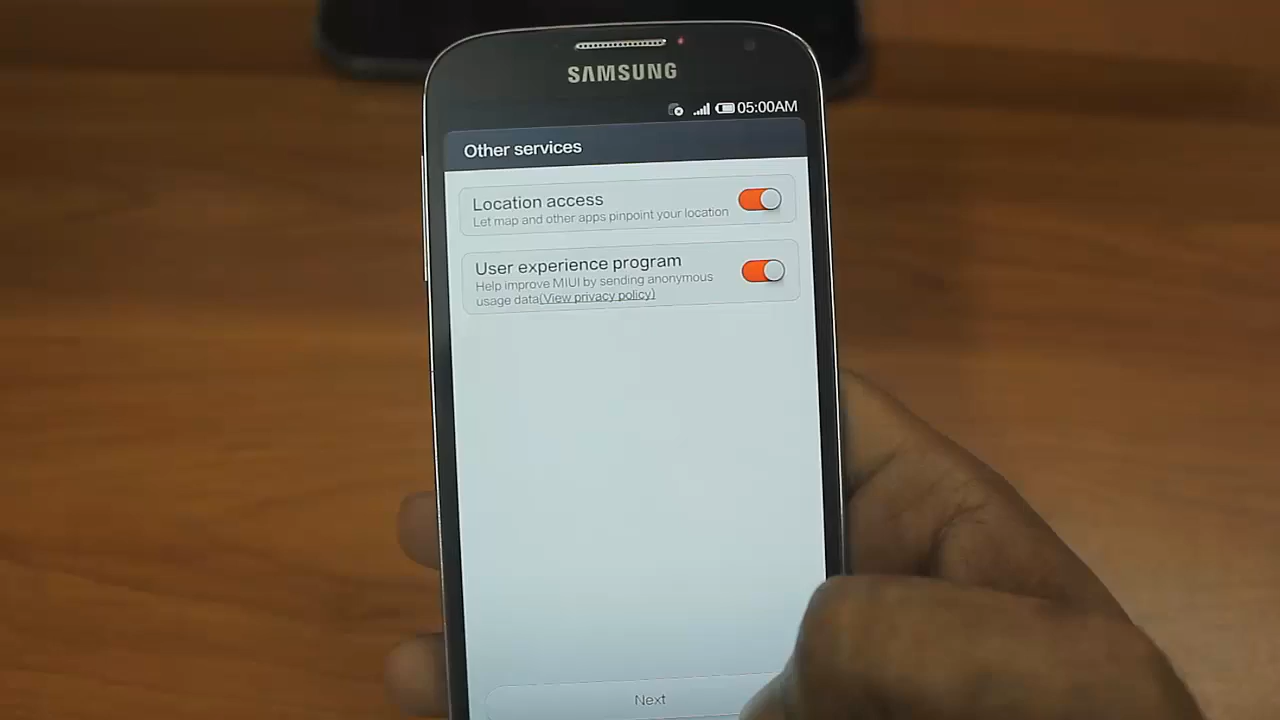 SAMSUNG
05:00AM
Other services
Location access
Let map and other apps pinpoint your location
User experience program
Help improve MIUI by sending anonymous
usage data(View privacy policy)
Next